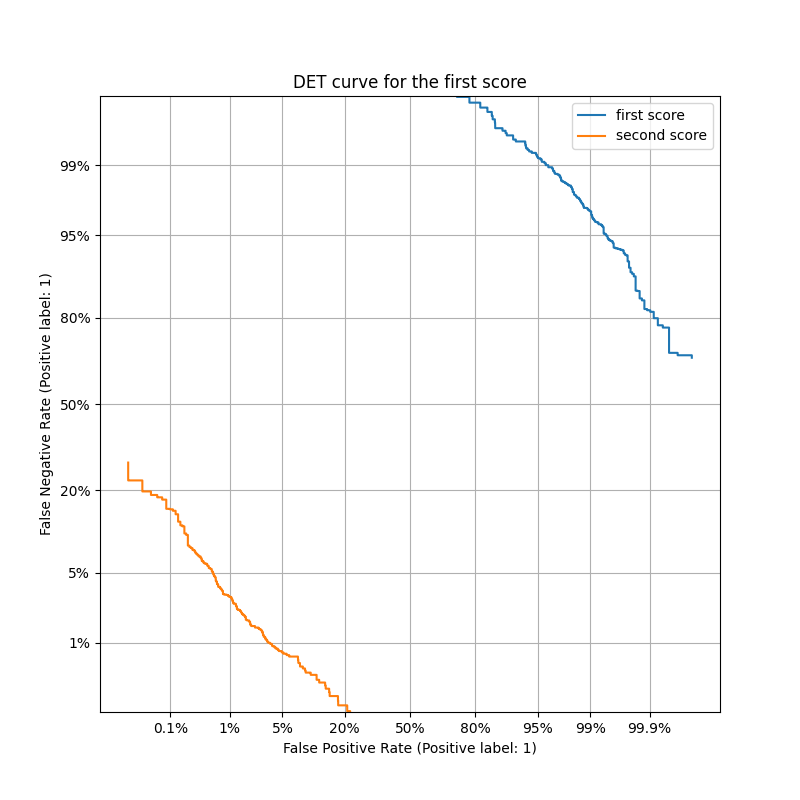 DET curve for the first score
first score
second score
99%
95%
80%
50%
20%
5%
1%
False Negative Rate (Positive label: 1)
0.1% 1% 5% 20% 50% 80% 95% 99% 99.9%
False Positive Rate (Positive label: 1)